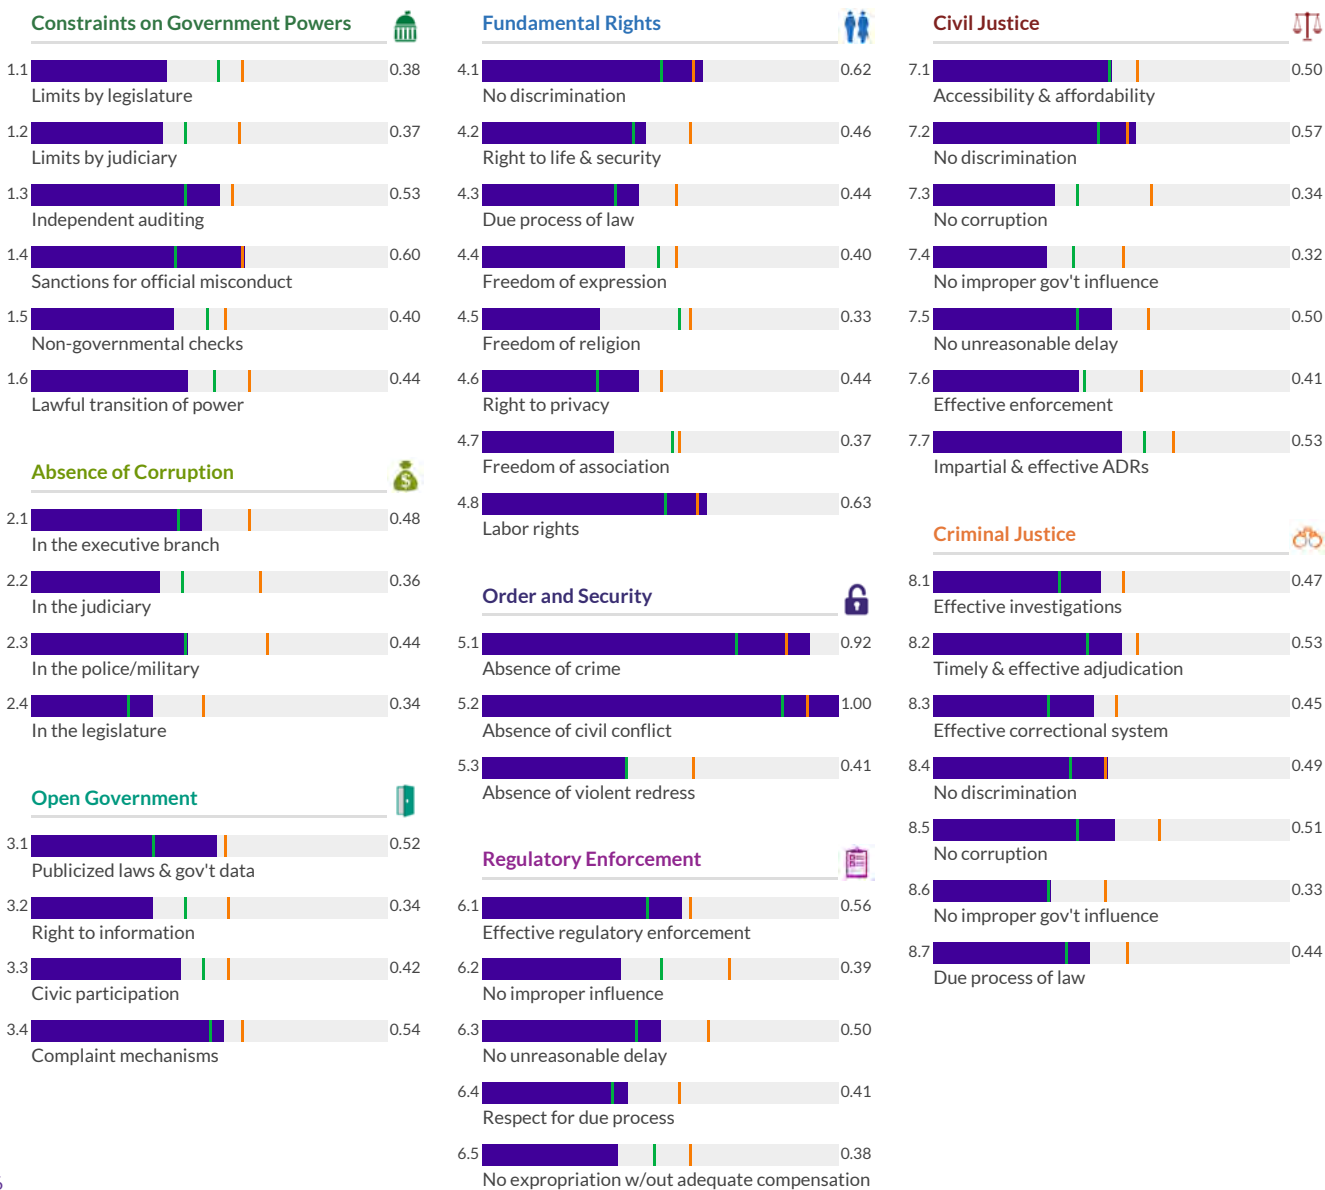 Constraints on Government Powers
1.1 0.38
Limits by legislature
1.2 0.37
Limits by judiciary
1.3 0.53
Independent auditing
1.4 0.60
Sanctions for official misconduct
1.5 0.40
Non-governmental checks
1.6 0.44
Lawful transition of power
Absence of Corruption
2.1 0.48
In the executive branch
2.2 0.36
In the judiciary
2.3 0.44
In the police/military
2.4 0.34
In the legislature
Open Government
3.1 0.52
Publicized laws & gov't data
3.2 0.34
Right to information
3.3 0.42
Civic participation
3.4 0.54
Complaint mechanisms
Fundamental Rights
4.1 0.62
No discrimination
4.2 0.46
Right to life & security
4.3 0.44
Due process of law
4.4 0.40
Freedom of expression
4.5 0.33
Freedom of religion
4.6 0.44
Right to privacy
4.7 0.37
Freedom of association
4.8 0.63
Labor rights
Order and Security
5.1 0.92
Absence of crime
5.2 1.00
Absence of civil conflict
5.3 0.41
Absence of violent redress
Regulatory Enforcement
6.1 0.56
Effective regulatory enforcement
6.2 0.39
No improper influence
6.3 0.50
No unreasonable delay
6.4 0.41
Respect for due process
6.5 0.38
No expropriation w/out adequate compensation
Civil Justice
7.1 0.50
Accessibility & affordability
7.2 0.57
No discrimination
7.3 0.34
No corruption
7.4 0.32
No improper gov't influence
7.5 0.50
No unreasonable delay
7.6 0.41
Effective enforcement
7.7 0.53
Impartial & effective ADRs
Criminal Justice
8.1 0.47
Effective investigations
8.2 0.53
Timely & effective adjudication
8.3 0.45
Effective correctional system
8.4 0.49
No discrimination
8.5 0.51
No corruption
8.6 0.33
No improper gov't influence
8.7 0.44
Due process of law